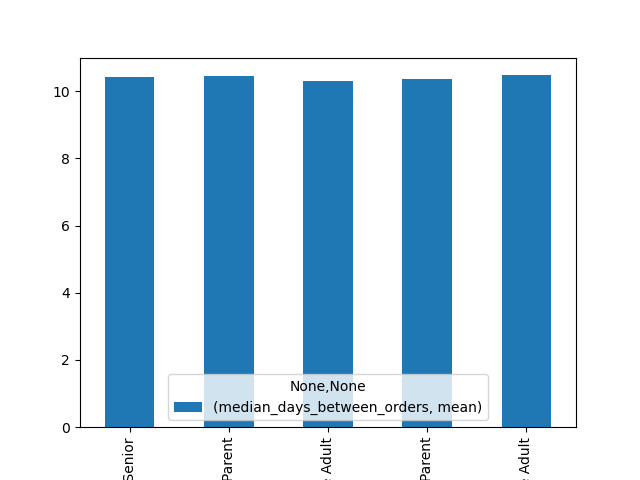 10
8
6
4
2
0
None,None
(median_days_between_orders, mean)
Senior
Parent
Adult
Parent
Adult